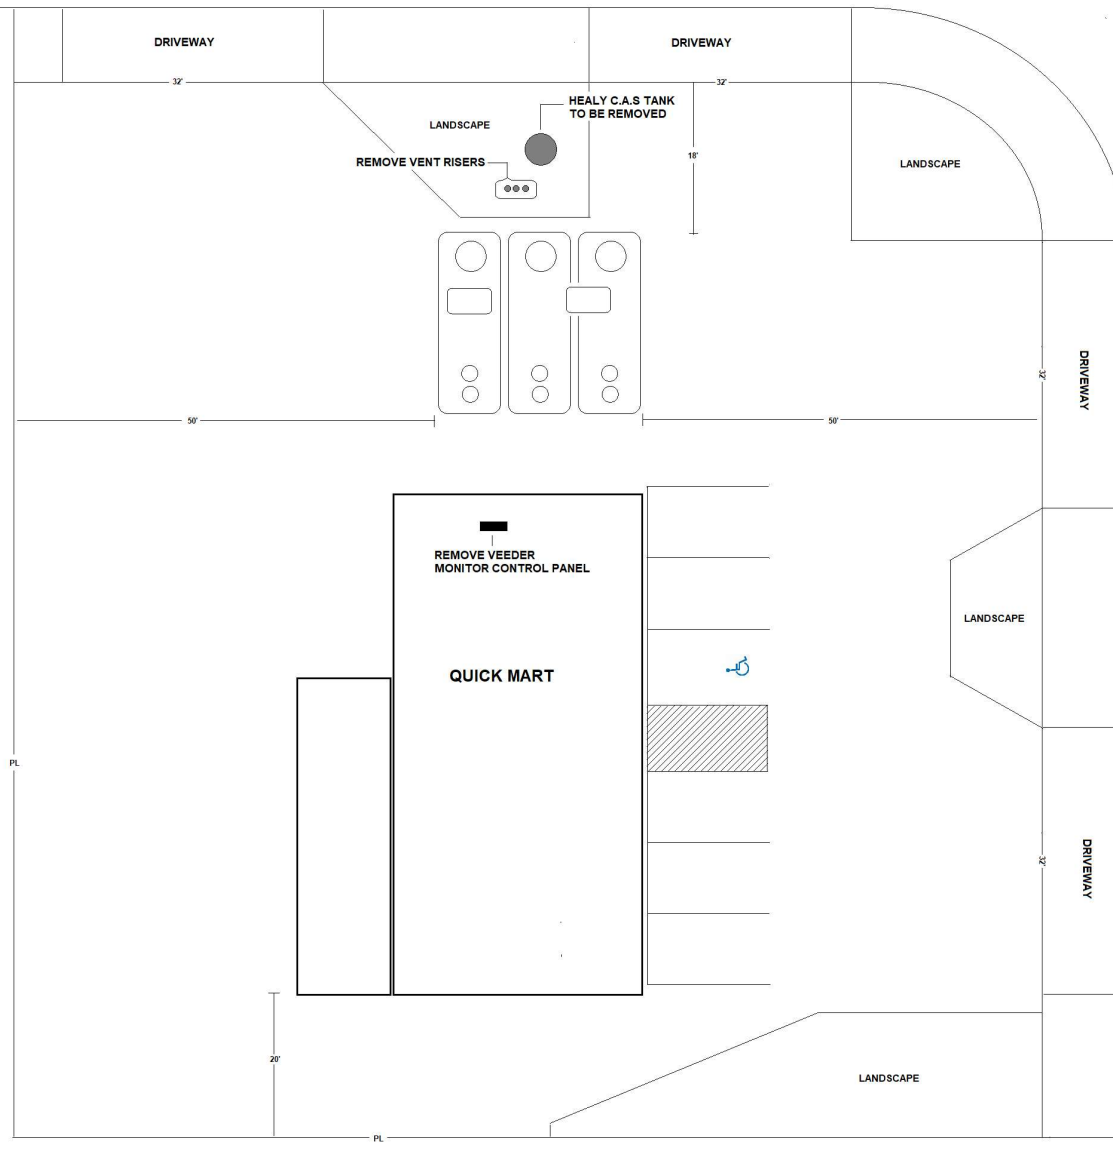 DRIVEWAY
DRIVEWAY
32'
32'
HEALY C.A.S TANK
TO BE REMOVED
LANDSCAPE
REMOVE VENT RISERS
18'
LANDSCAPE
DRIVEWAY
32'
50'
50'
REMOVE VEEDER
MONITOR CONTROL PANEL
LANDSCAPE
QUICK MART
PL
DRIVEWAY
32'
20'
LANDSCAPE
PL